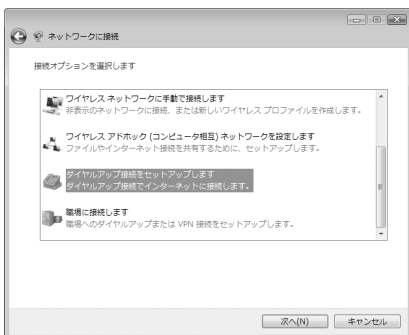 ネットワークに接続
接続オプションを選択します
ワイヤレス ネットワークに手動で接続します
非表示のネットワークに接続、または新しいワイヤレス プロファイルを作成します。
ワイヤレス アドホック (コンピュータ相互) ネットワークを設定します
ファイルやインターネット接続を共有するために、セットアップします。
ダイヤルアップ接続をセットアップします
ダイヤルアップ接続でインターネットに接続します。
職場に接続します
職場へのダイヤルアップまたは VPN 接続をセットアップします。
次へ(N) キャンセル